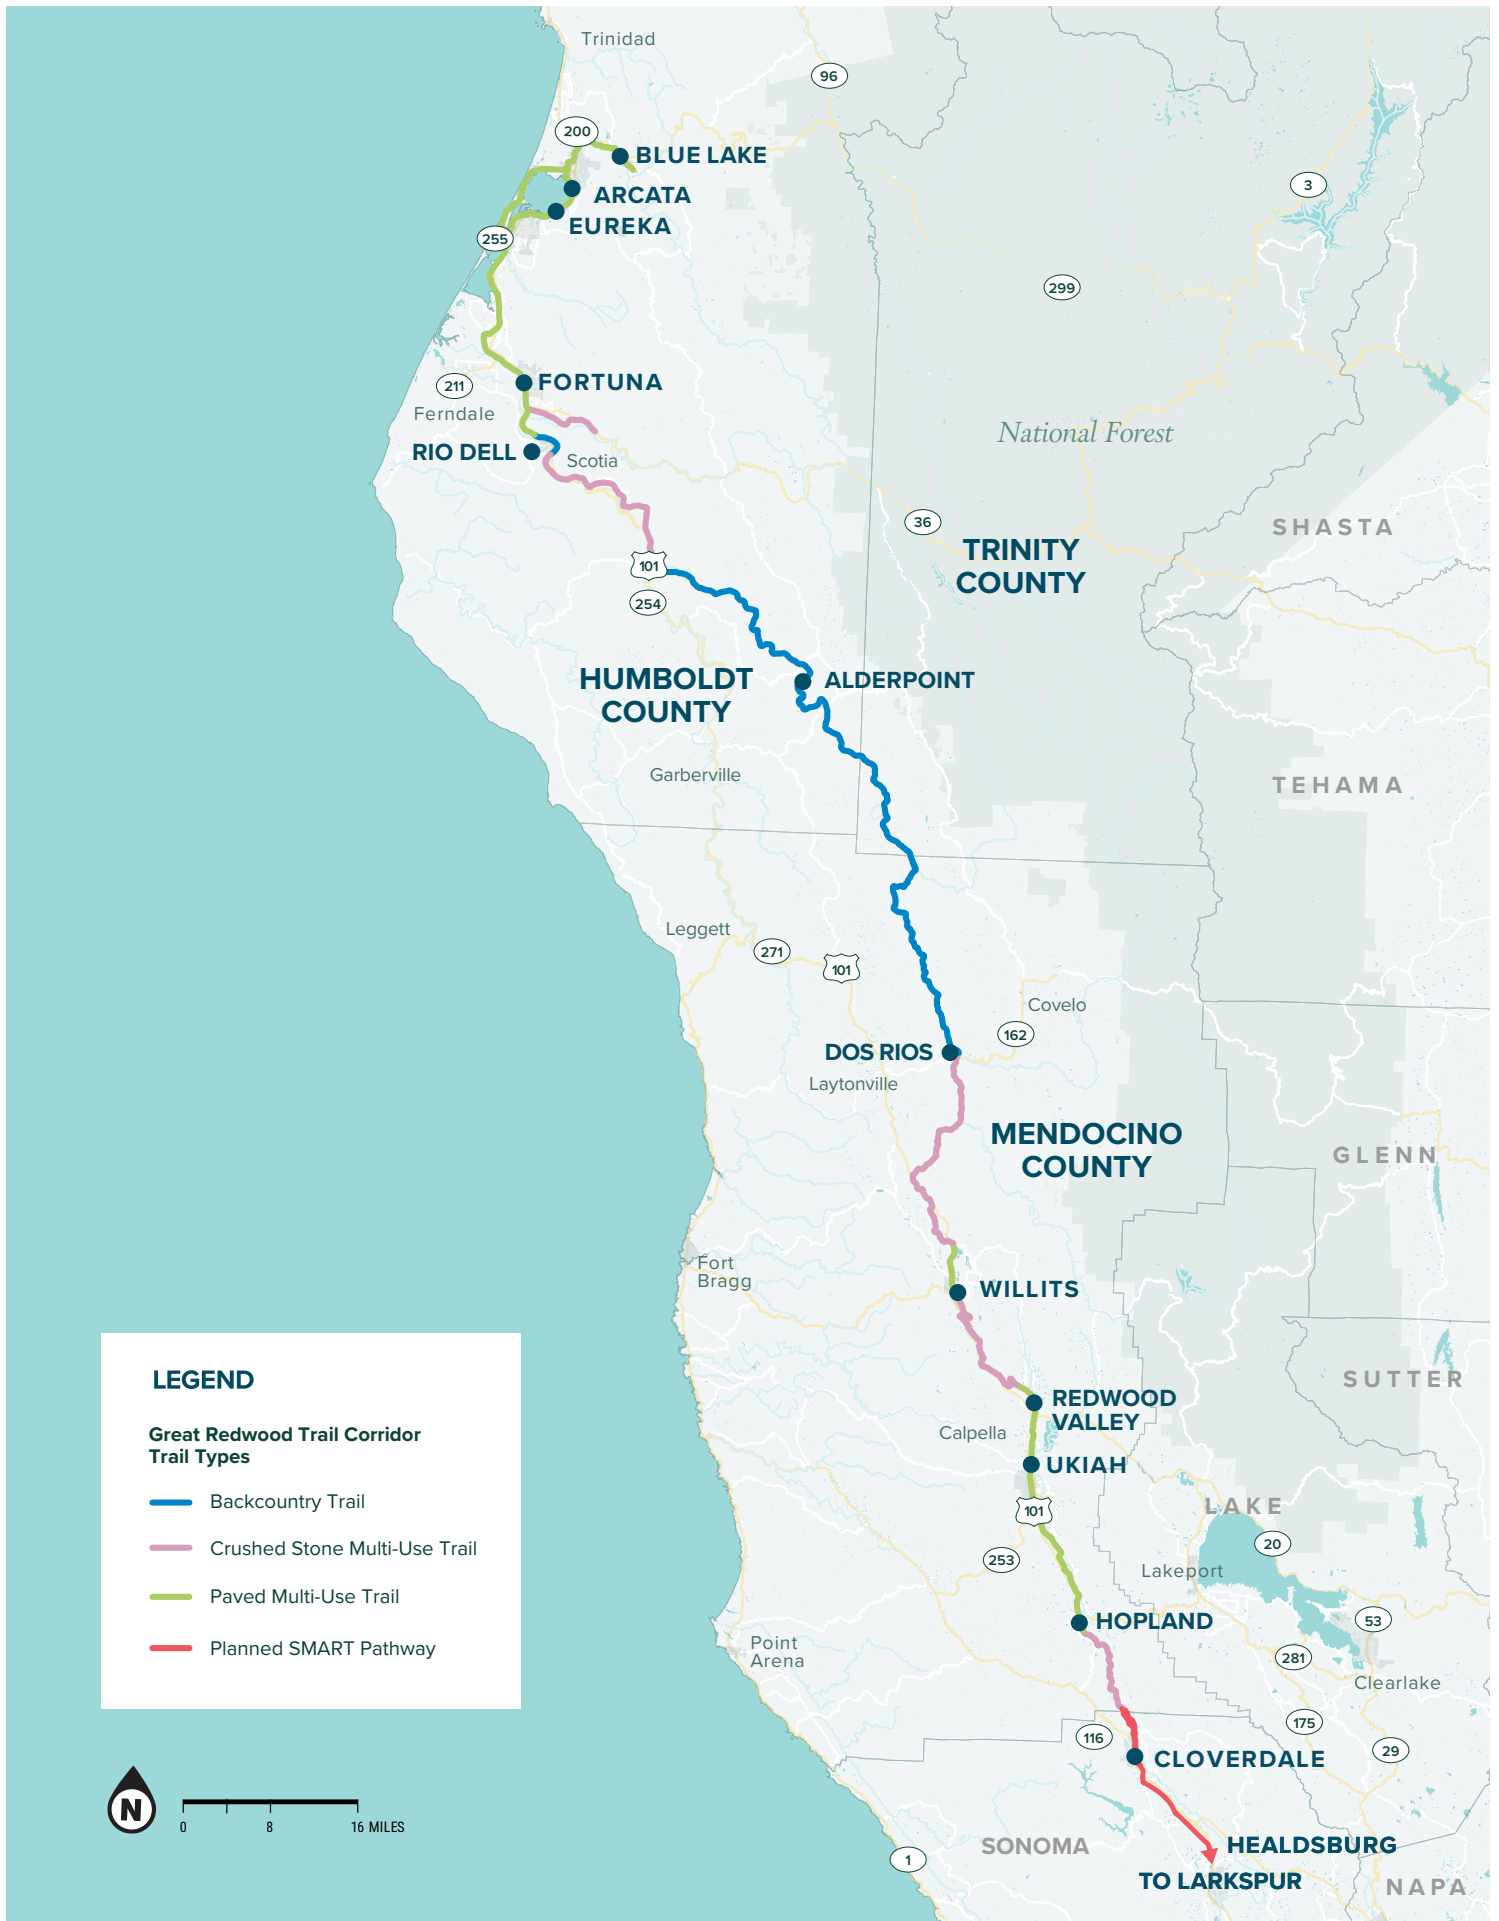 Trinidad
96
200
BLUE LAKE
3
ARCATA
EUREKA
255
299
FORTUNA
211
Ferndale
National Forest
RIO DELL
Scotia
36
SHASTA
TRINITY
COUNTY
101
254
HUMBOLDT
COUNTY
ALDERPOINT
Garberville
TEHAMA
Leggett
271
101
Covelo
162
DOS RIOS
Laytonville
MENDOCINO
COUNTY
GLENN
Fort
Bragg
WILLITS
SUTTER
REDWOOD
VALLEY
Calpella
UKIAH
101
LAKE
20
253
Lakeport
HOPLAND
53
Point
Arena
281
Clearlake
175
116
29
CLOVERDALE
SONOMA
HEALDSBURG
1
TO LARKSPUR
NAPA
LEGEND
Great Redwood Trail Corridor
Trail Types
Backcountry Trail
Crushed Stone Multi-Use Trail
Paved Multi-Use Trail
Planned SMART Pathway
N
0 8 16 MILES